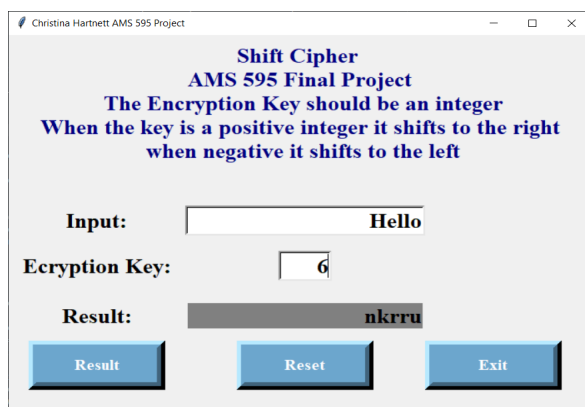 Christina Hartnett AMS 595 Project
Shift Cipher
AMS 595 Final Project
The Encryption Key should be an integer
When the key is a positive integer it shifts to the right
when negative it shifts to the left
Input: Hello
Ecryption Key: 6
Result: nkrru
Result Reset Exit